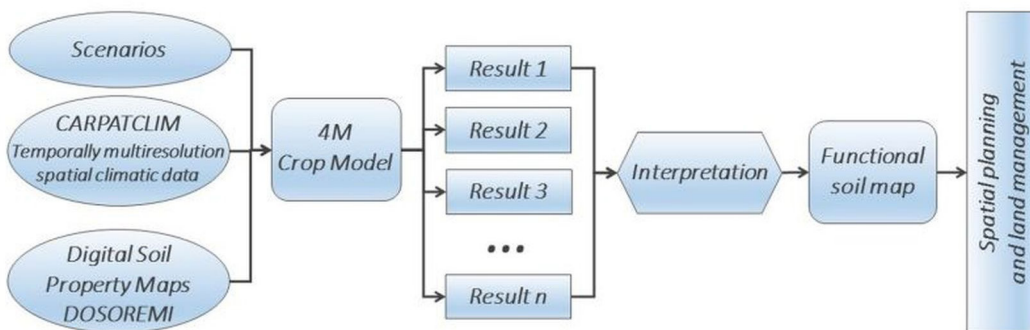 Scenarios
CARPATCLIM
Temporally multiresolution
spatial climatic data
Digital Soil
Property Maps
DOSOREMI
4M
Crop Model
Result 1
Result 2
Result 3
...
Result n
Interpretation
Functional
soil map
Spatial planning
and land management